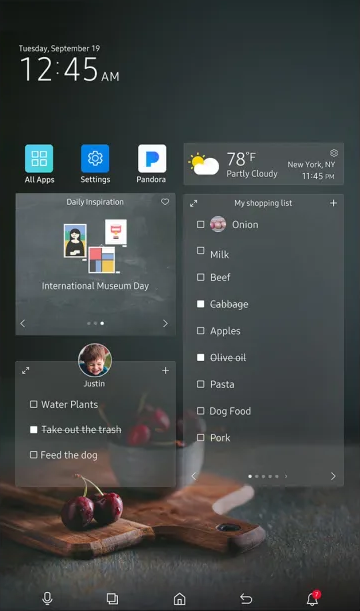 Tuesday, September 19
12:45 AM
All Apps
Settings
Pandora
78°F
Partly Cloudy
New York, NY
11:45 PM
Daily Inspiration
International Museum Day
My shopping list
Onion
Milk
Beef
Cabbage
Apples
Olive oil
Pasta
Dog Food
Pork
Justin
Water Plants
Take out the trash
Feed the dog